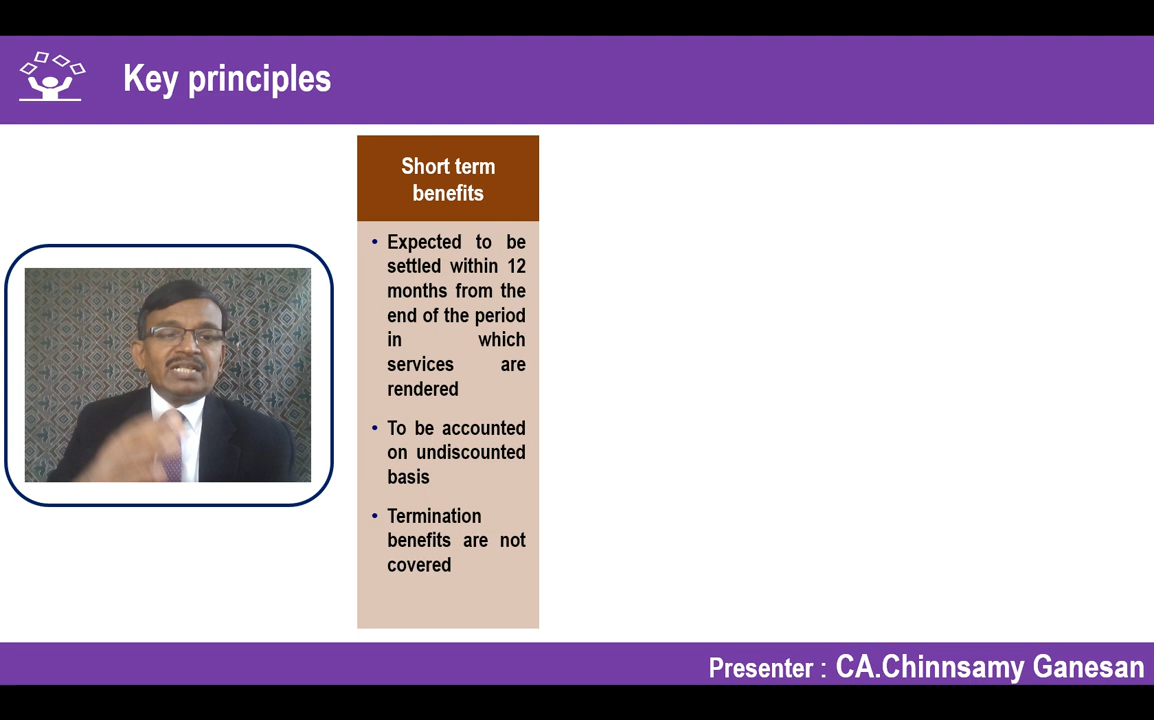 Key principles
Short term
benefits
• Expected to be
settled within 12
months from the
end of the period
in which
services are
rendered
• To be accounted
on undiscounted
basis
• Termination
benefits are not
covered
Presenter : CA.Chinnsamy Ganesan